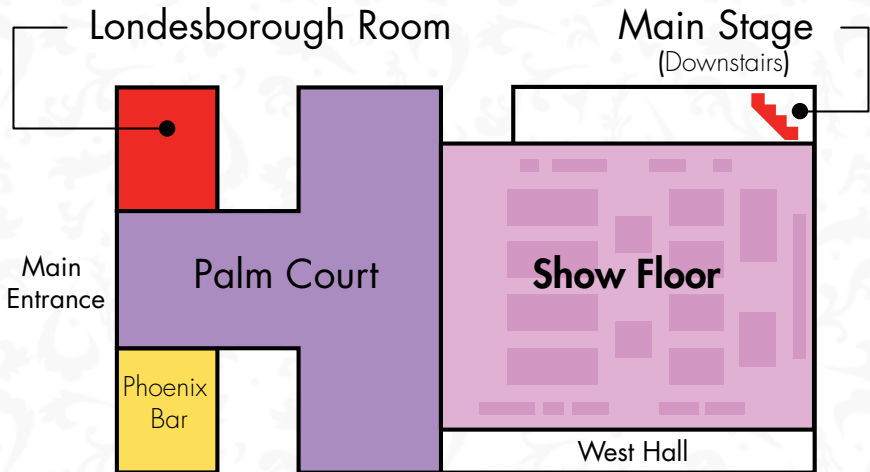 Londesborough Room
Main Stage
(Downstairs)
Main
Entrance
Palm Court
Show Floor
Phoenix
Bar
West Hall